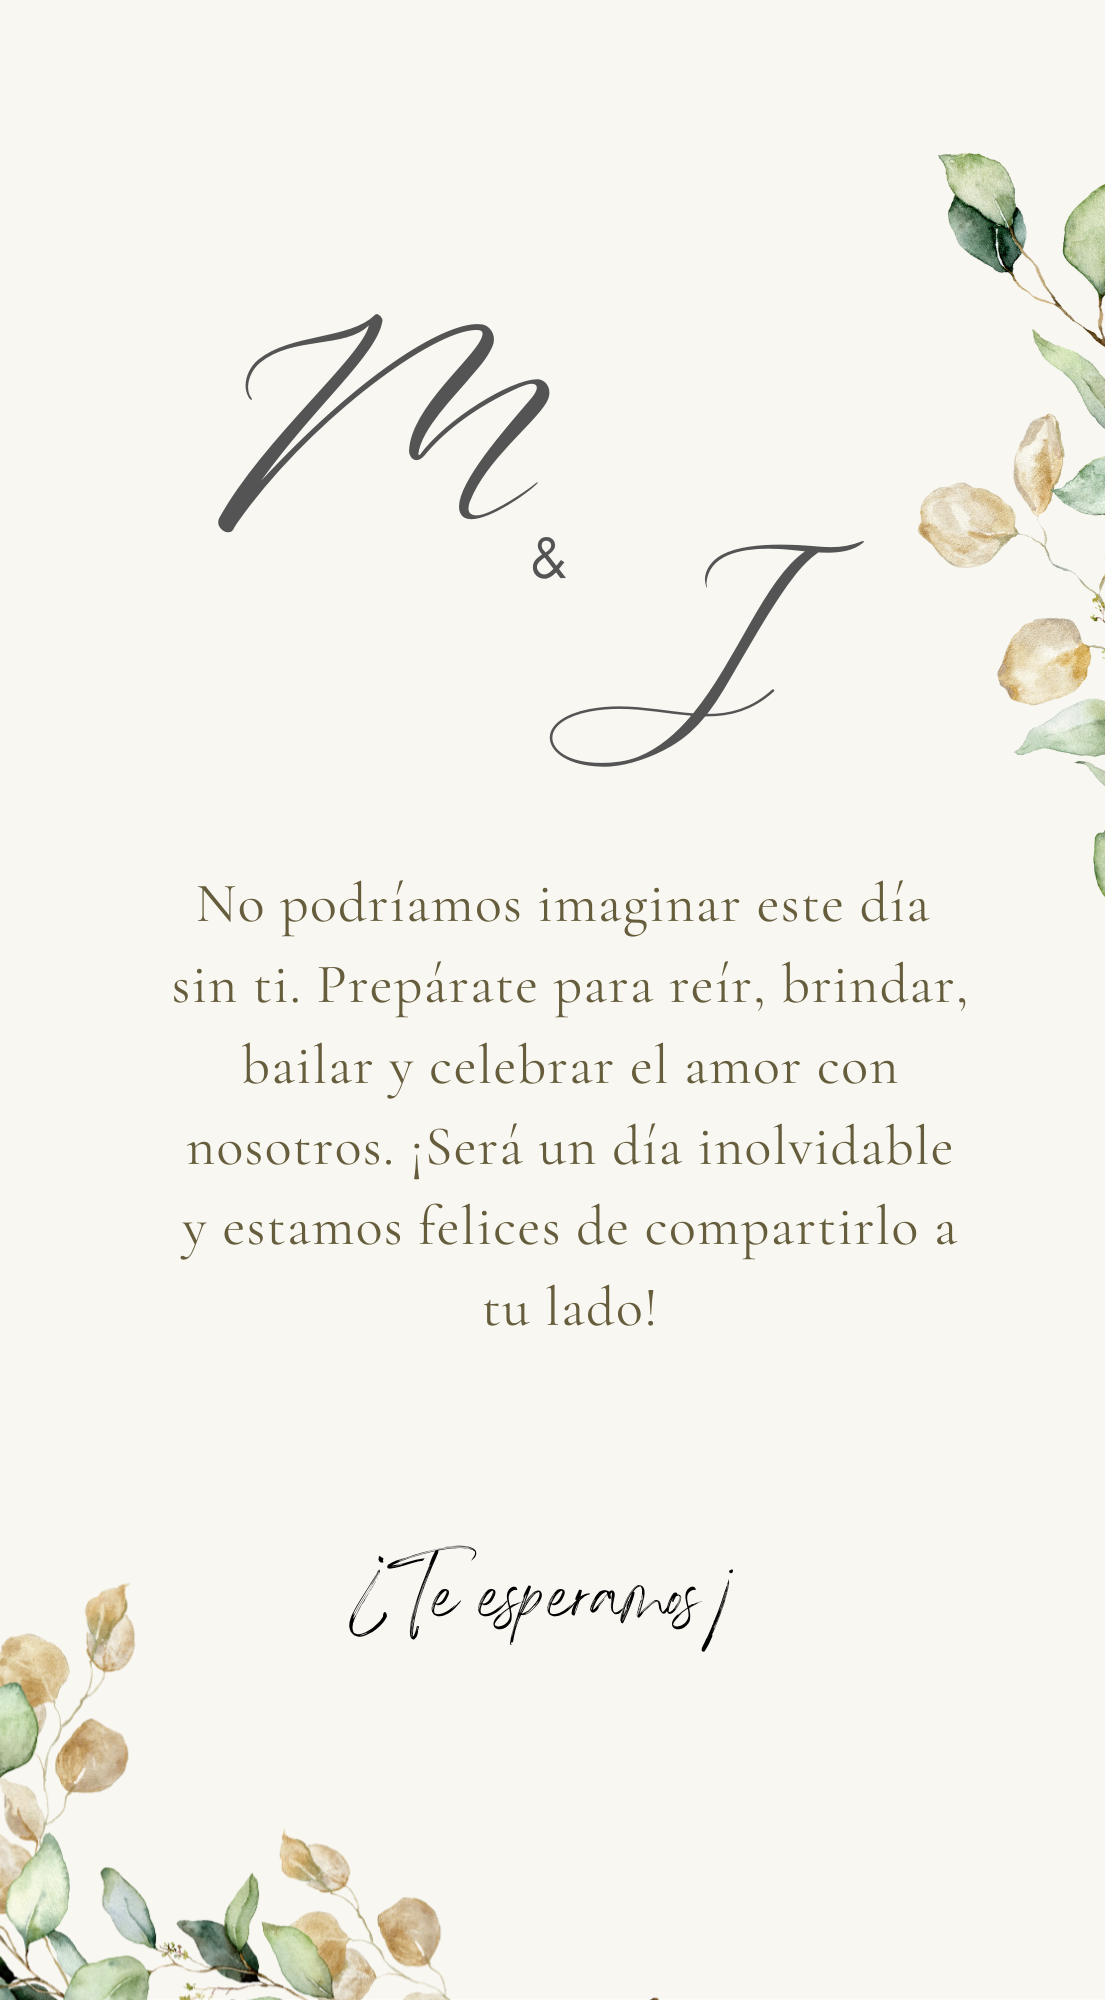 M
&
J
No podríamos imaginar este día
sin ti. Prepárate para reír, brindar,
bailar y celebrar el amor con
nosotros. ¡Será un día inolvidable
y estamos felices de compartirlo a
tu lado!
¿Te esperamos¡